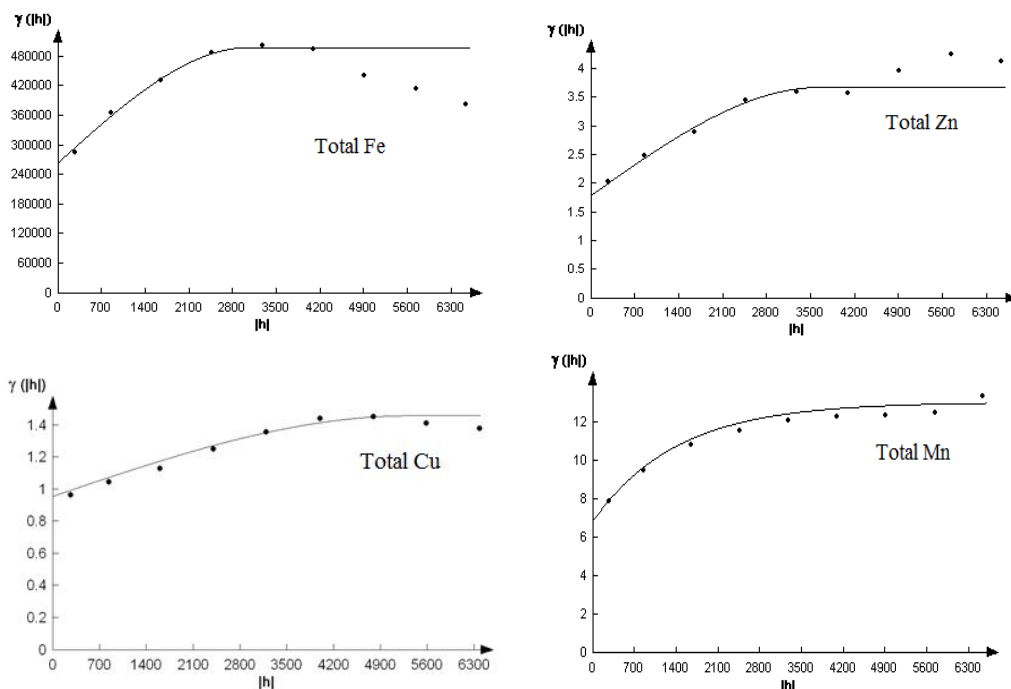 γ (|h|)
480000
420000
360000
300000
240000
180000
120000
60000
0
Total Fe
0 700 1400 2100 2800 3500 4200 4900 5600 6300
|h|
γ (|h|)
4
3.5
3
2.5
2
1.5
1
0.5
0
Total Zn
0 700 1400 2100 2800 3500 4200 4900 5600 6300
|h|
γ (|h|)
1.4
1.2
1
0.8
0.6
0.4
0.2
0
Total Cu
0 700 1400 2100 2800 3500 4200 4900 5600 6300
|h|
γ (|h|)
12
10
8
6
4
2
0
Total Mn
0 700 1400 2100 2800 3500 4200 4900 5600 6300
|h|